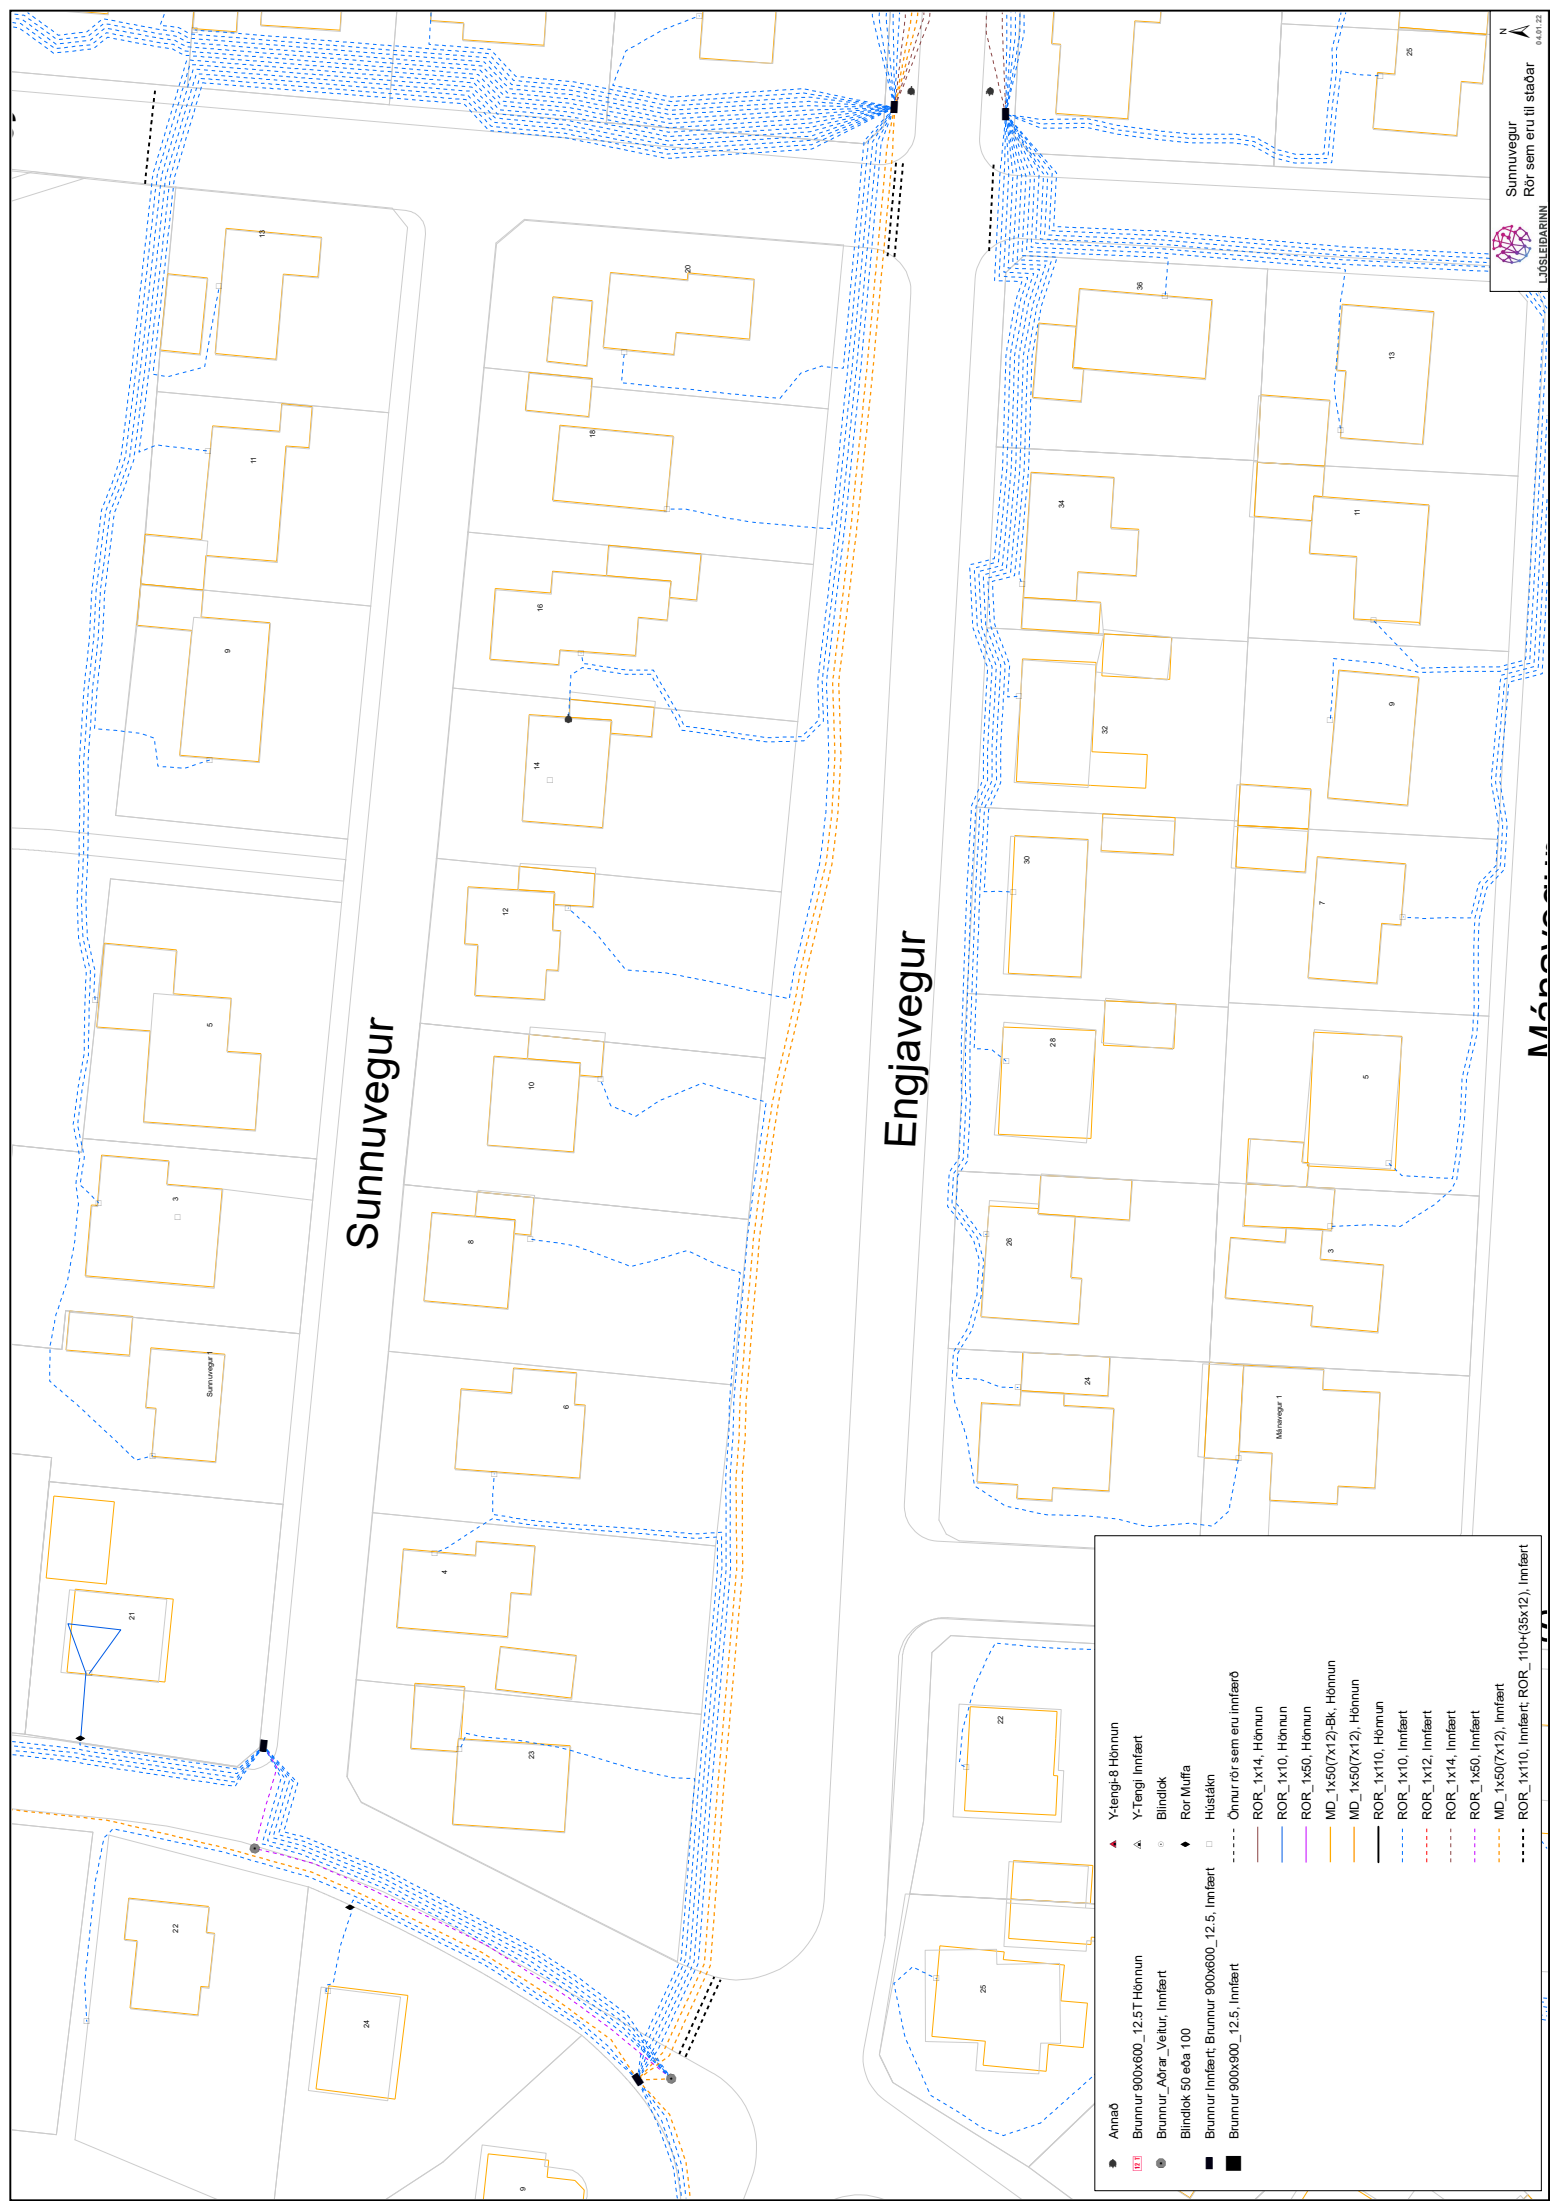 Sunnuvegur
Rör sem eru til staðar
LJÓSLEIÐARINN
N
04.01.22
Sunnuvegur
Engjavegur
13
11
9
5
3
Sunnuvegur 1
21
20
18
16
14
12
10
8
6
4
23
22
24
9
36
34
32
30
28
26
24
25
13
11
9
7
5
3
Mánavegur 1
22
25
Annað
12 T
Brunnur 900x600_12.5T Hönnun
Brunnur_Aðrar_Veitur, Innfært
Blindlok 50 eða 100
Brunnur Innfært; Brunnur 900x600_12.5, Innfært
Brunnur 900x900_12.5, Innfært
Y-tengi-8 Hönnun
Y-Tengi Innfært
Blindlok
Ror Muffa
Hústákn
Önnur rör sem eru innfærð
ROR_1x14, Hönnun
ROR_1x10, Hönnun
ROR_1x50, Hönnun
MD_1x50(7x12)-Bk, Hönnun
MD_1x50(7x12), Hönnun
ROR_1x110, Hönnun
ROR_1x10, Innfært
ROR_1x12, Innfært
ROR_1x14, Innfært
ROR_1x50, Innfært
MD_1x50(7x12), Innfært
ROR_1x110, Innfært; ROR_110+(35x12), Innfært